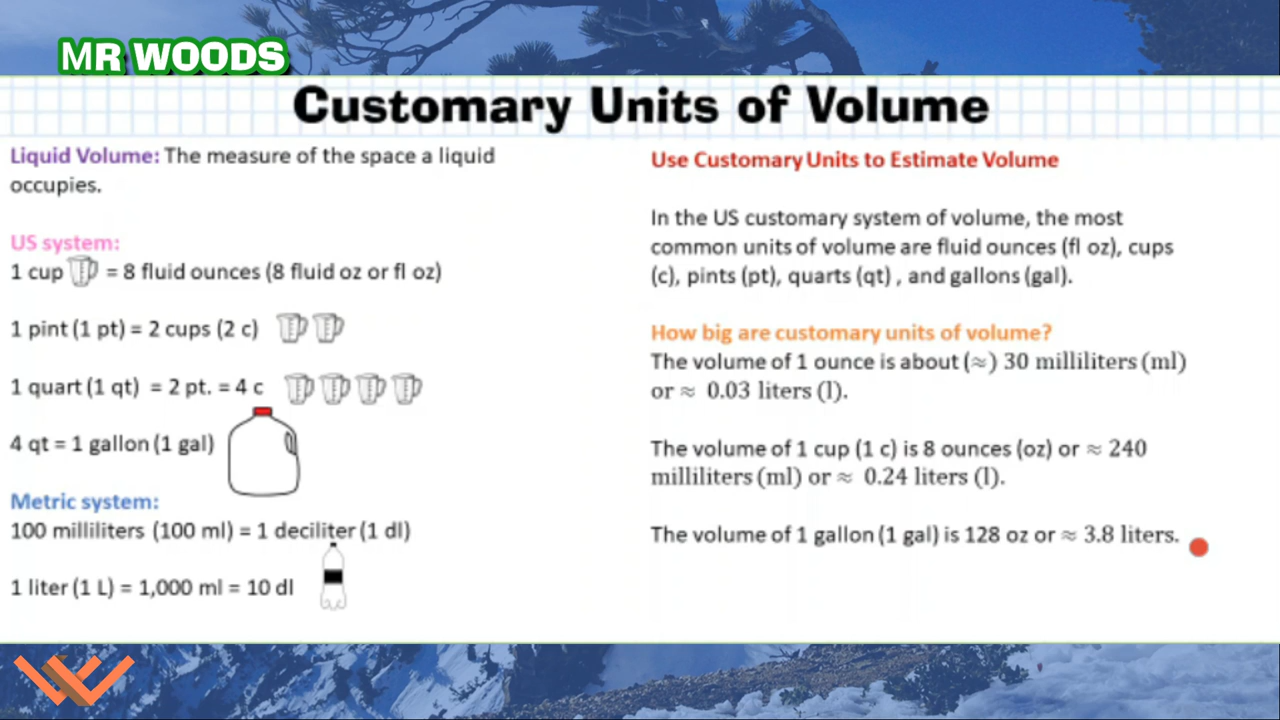 MR WOODS
Customary Units of Volume
Liquid Volume: The measure of the space a liquid
occupies.
US system:
1 cup = 8 fluid ounces (8 fluid oz or fl oz)
1 pint (1 pt) = 2 cups (2 c)
1 quart (1 qt) = 2 pt. = 4 c
4 qt = 1 gallon (1 gal)
Metric system:
100 milliliters (100 ml) = 1 deciliter (1 dl)
1 liter (1 L) = 1,000 ml = 10 dl
Use Customary Units to Estimate Volume
In the US customary system of volume, the most
common units of volume are fluid ounces (fl oz), cups
(c), pints (pt), quarts (qt) , and gallons (gal).
How big are customary units of volume?
The volume of 1 ounce is about (≈) 30 milliliters (ml)
or ≈ 0.03 liters (l).
The volume of 1 cup (1 c) is 8 ounces (oz) or ≈ 240
milliliters (ml) or ≈ 0.24 liters (l).
The volume of 1 gallon (1 gal) is 128 oz or ≈ 3.8 liters.